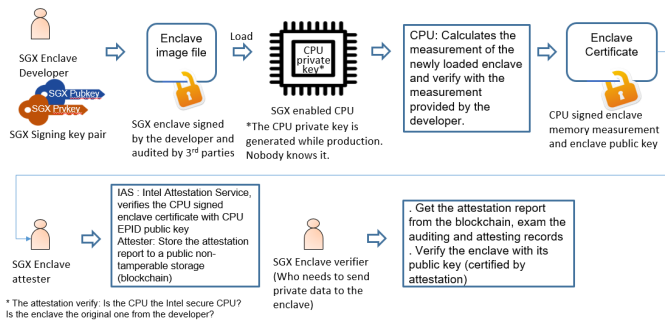 SGX Enclave
Developer
SGX Pubkey
SGX Prvkey
SGX Signing key pair
Enclave
image file
SGX enclave signed
by the developer and
audited by 3rd parties
Load
CPU
private
key*
SGX enabled CPU
*The CPU private key is
generated while production.
Nobody knows it.
CPU: Calculates the
measurement of the
newly loaded enclave
and verify with the
measurement
provided by the
developer.
Enclave
Certificate
CPU signed enclave
memory measurement
and enclave public key
SGX Enclave
attester
IAS : Intel Attestation Service,
verifies the CPU signed
enclave certificate with CPU
EPID public key
Attester: Store the attestation
report to a public non-
tamperable storage
(blockchain)
SGX Enclave verifier
(Who needs to send
private data to the
enclave)
. Get the attestation report
from the blockchain, exam the
auditing and attesting records
. Verify the enclave with its
public key (certified by
attestation)
* The attestation verify: Is the CPU the Intel secure CPU?
Is the enclave the original one from the developer?